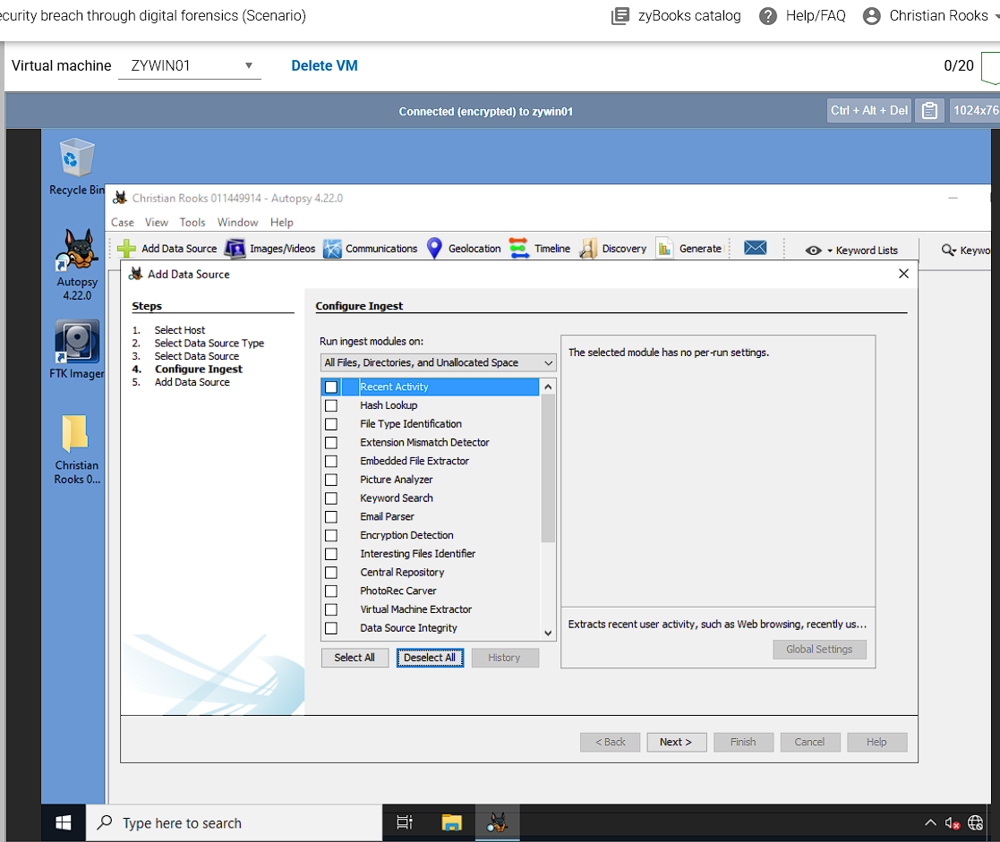 ecurity breach through digital forensics (Scenario)
zyBooks catalog
Help/FAQ
Christian Rooks
Virtual machine
ZYWIN01
Delete VM
0/20
Connected (encrypted) to zywin01
Ctrl + Alt + Del
1024x76
Recycle Bin
Autopsy
4.22.0
FTK Imager
Christian
Rooks 0...
Christian Rooks 011449914 - Autopsy 4.22.0
Case View Tools Window Help
Add Data Source Images/Videos Communications Geolocation Timeline Discovery Generate Keyword Lists Keywo
Add Data Source
Steps
1. Select Host
2. Select Data Source Type
3. Select Data Source
4. Configure Ingest
5. Add Data Source
Configure Ingest
Run ingest modules on:
All Files, Directories, and Unallocated Space
Recent Activity
Hash Lookup
File Type Identification
Extension Mismatch Detector
Embedded File Extractor
Picture Analyzer
Keyword Search
Email Parser
Encryption Detection
Interesting Files Identifier
Central Repository
PhotoRec Carver
Virtual Machine Extractor
Data Source Integrity
Select All
Deselect All
History
The selected module has no per-run settings.
Extracts recent user activity, such as Web browsing, recently us...
Global Settings
< Back
Next >
Finish
Cancel
Help
Type here to search